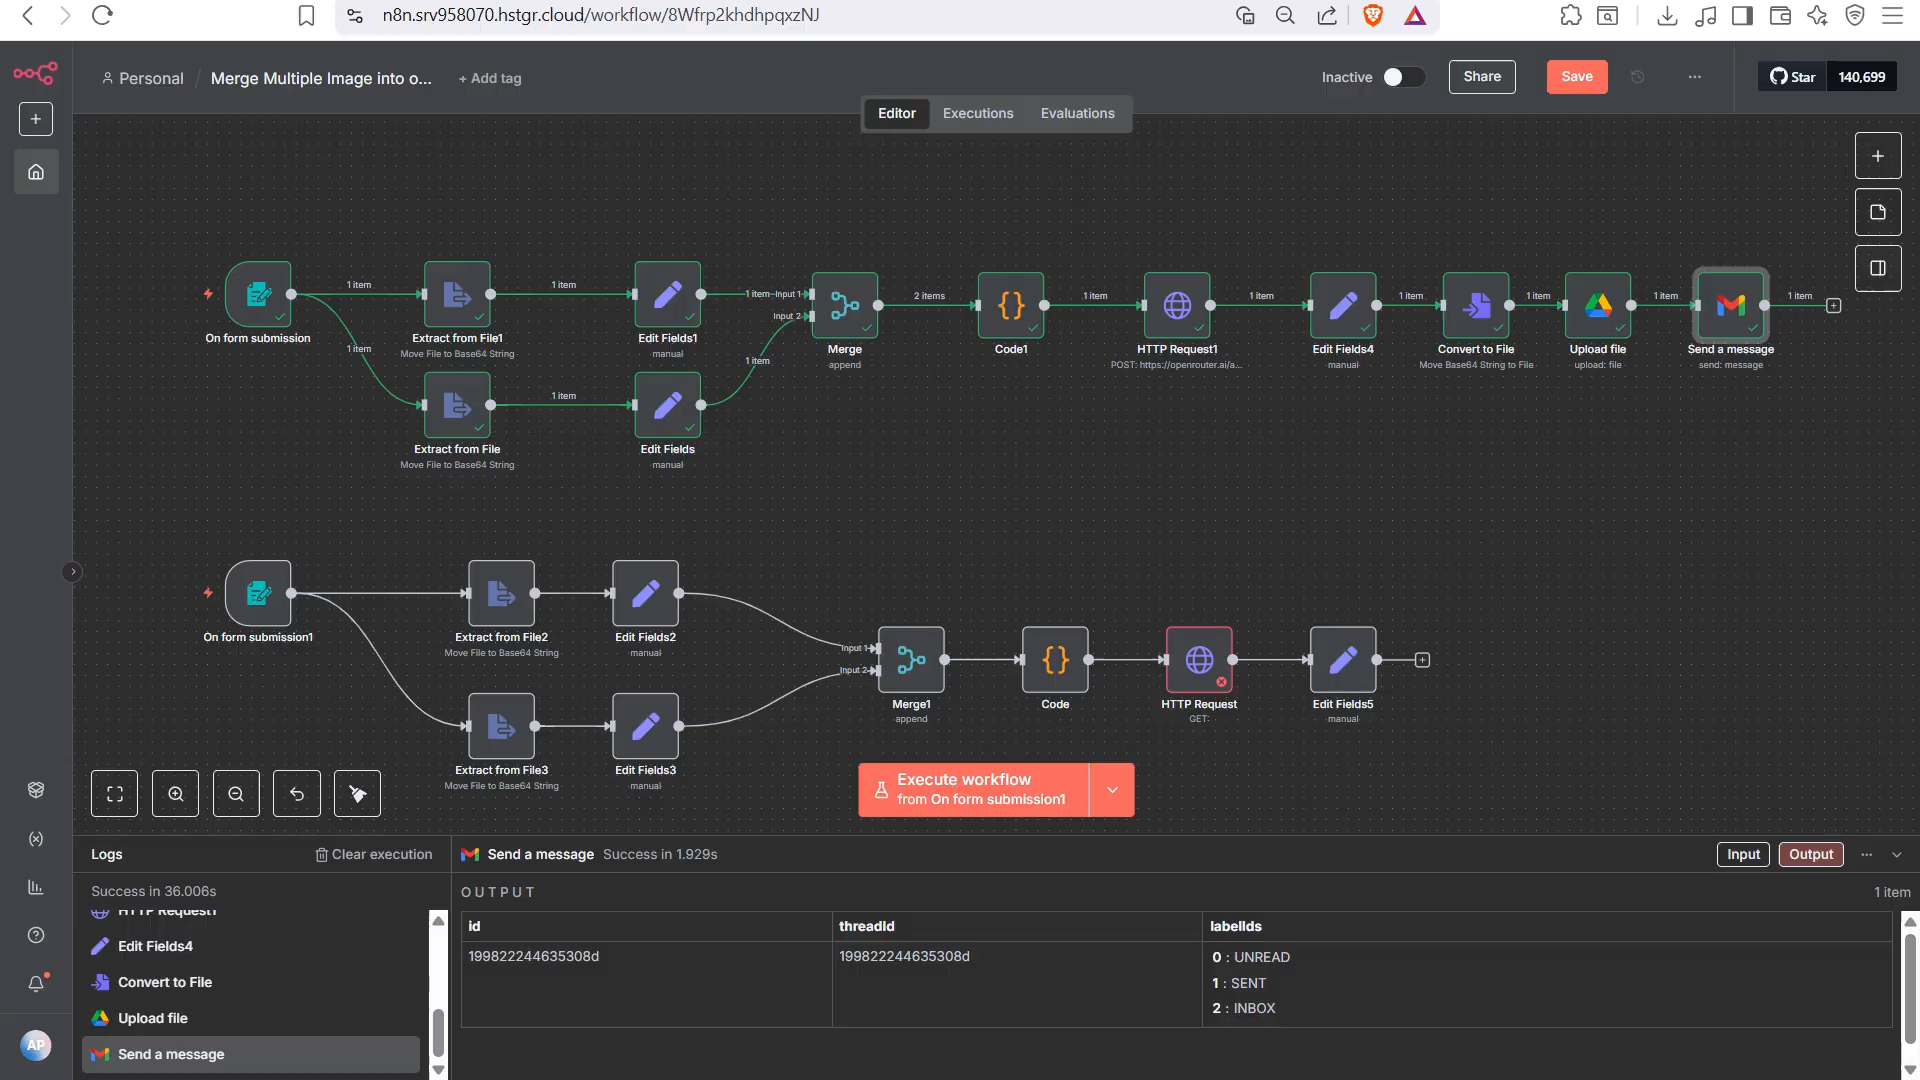 n8n.srv958070.hstgr.cloud/workflow/8Wfrp2khdhpqxzNJ
Personal / Merge Multiple Image into o... + Add tag
Inactive Share Save ... Star 140,699
Editor Executions Evaluations
1 item 1 item 1 item Input 1 2 items 1 item 1 item 1 item 1 item 1 item 1 item
Input 2
On form submission
Extract from File1
Move File to Base64 String
Edit Fields1
manual
Merge
append
Code1
HTTP Request1
POST: https://openrouter.ai/a...
Edit Fields4
manual
Convert to File
Move Base64 String to File
Upload file
upload: file
Send a message
send: message
1 item
1 item
1 item
Extract from File
Move File to Base64 String
Edit Fields
manual
On form submission1
Extract from File2
Move File to Base64 String
Edit Fields2
manual
Input 1
Input 2
Merge1
append
Code
HTTP Request
GET:
Edit Fields5
manual
Extract from File3
Move File to Base64 String
Edit Fields3
manual
Execute workflow
from On form submission1
Logs
Clear execution
Send a message Success in 1.929s
Input Output ...
Success in 36.006s
HTTP Request1
Edit Fields4
Convert to File
Upload file
Send a message
AP
OUTPUT
1 item
id threadId labelIds
199822244635308d 199822244635308d 0 : UNREAD
1 : SENT
2 : INBOX